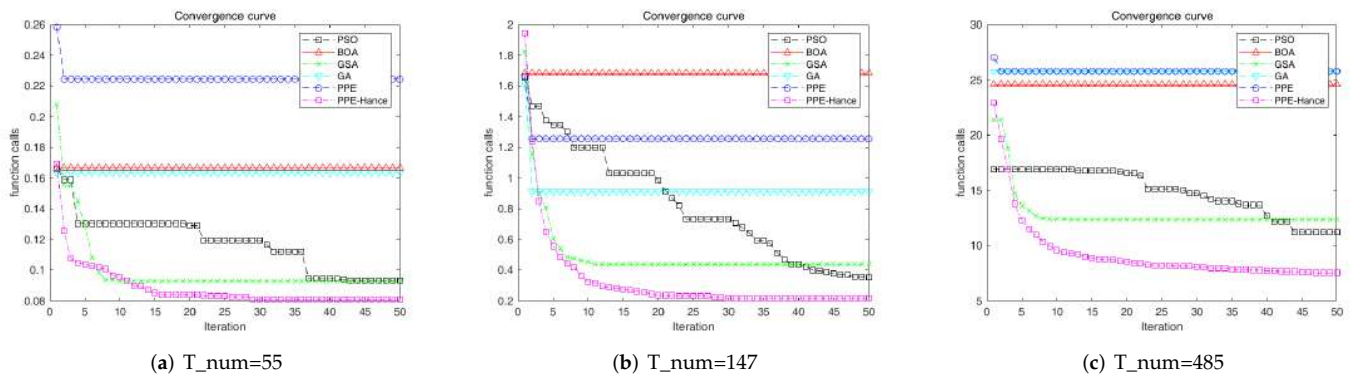 Convergence curve
0.26
0.24
0.22
0.2
0.18
0.16
0.14
0.12
0.1
0.08
function calls
0 5 10 15 20 25 30 35 40 45 50
Iteration
PSO
BOA
GSA
GA
PPE
PPE-Hance
(a) T_num=55
Convergence curve
2
1.8
1.6
1.4
1.2
1
0.8
0.6
0.4
0.2
function calls
0 5 10 15 20 25 30 35 40 45 50
Iteration
PSO
BOA
GSA
GA
PPE
PPE-Hance
(b) T_num=147
Convergence curve
30
25
20
15
10
5
function calls
0 5 10 15 20 25 30 35 40 45 50
Iteration
PSO
BOA
GSA
GA
PPE
PPE-Hance
(c) T_num=485